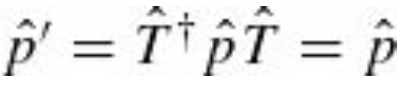 p̂′ = T̂†p̂T̂ = p̂